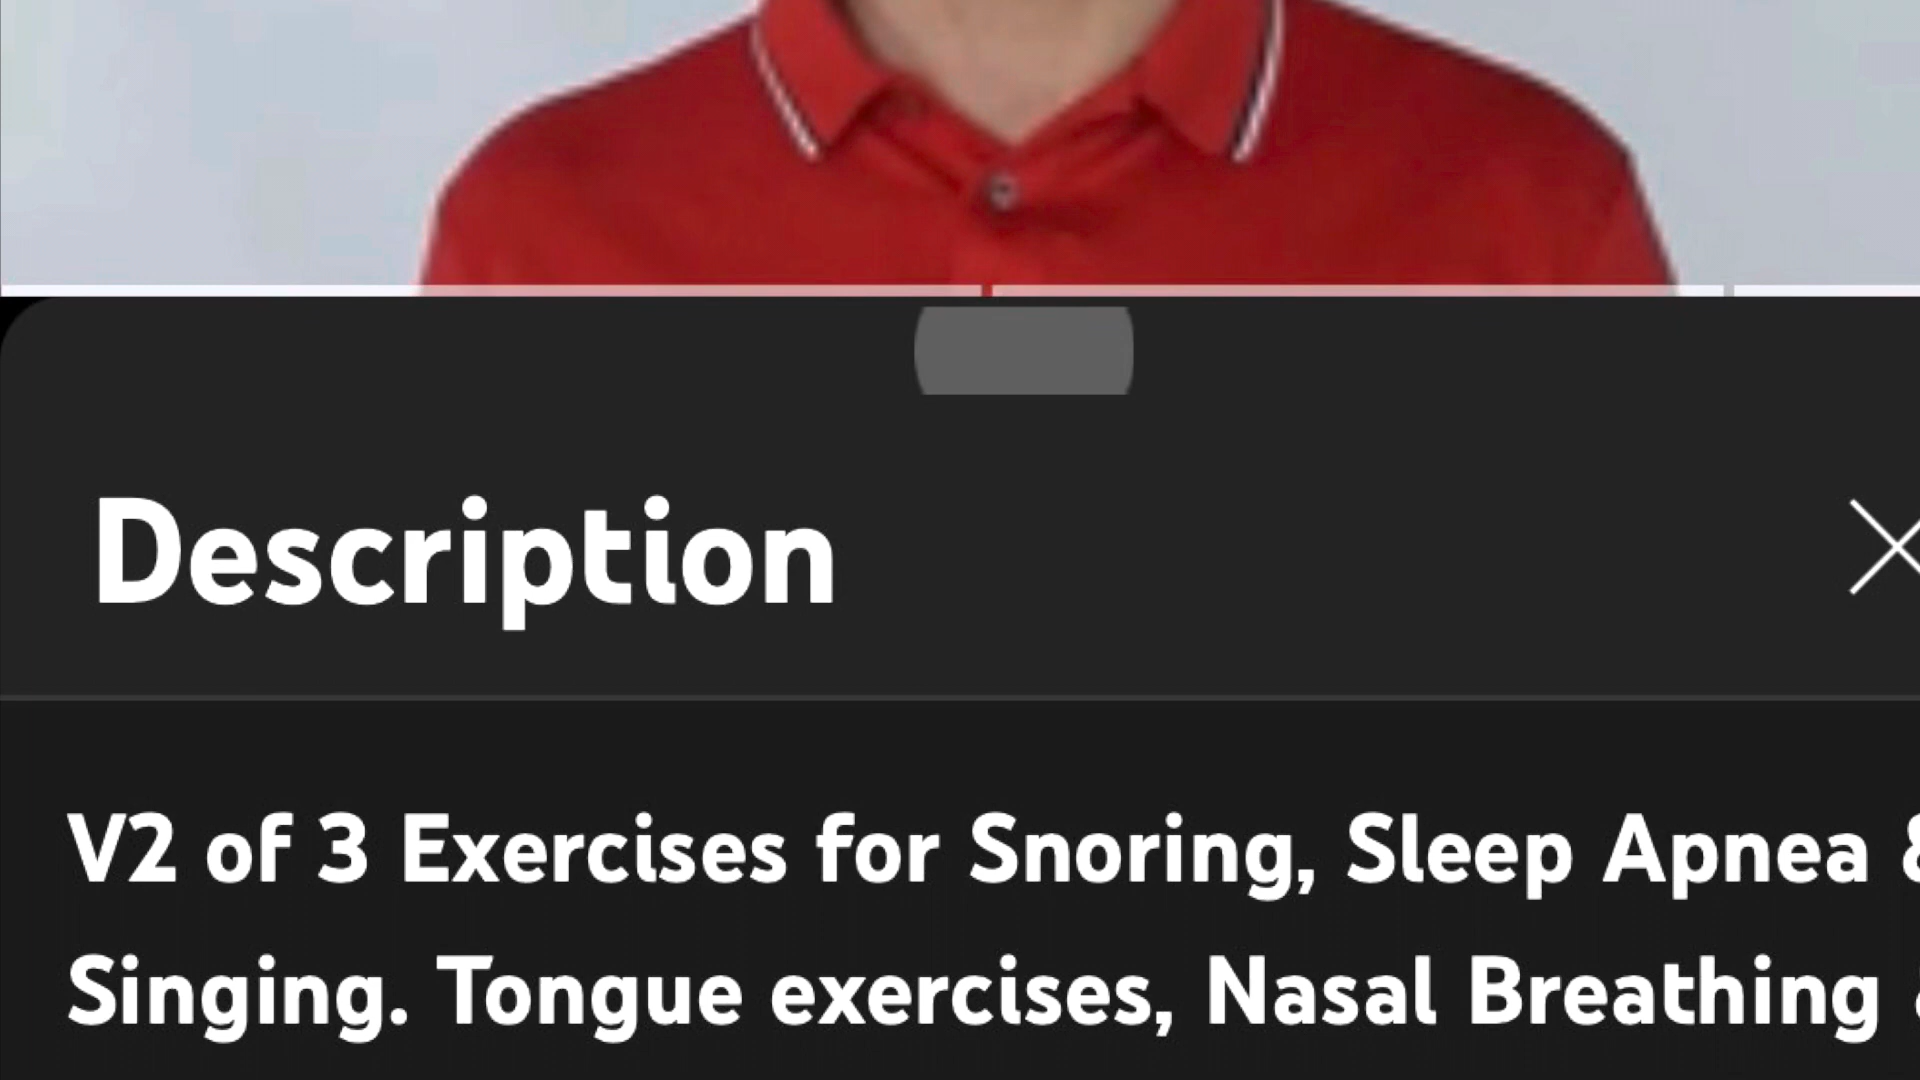 Description
V2 of 3 Exercises for Snoring, Sleep Apnea &
Singing. Tongue exercises, Nasal Breathing